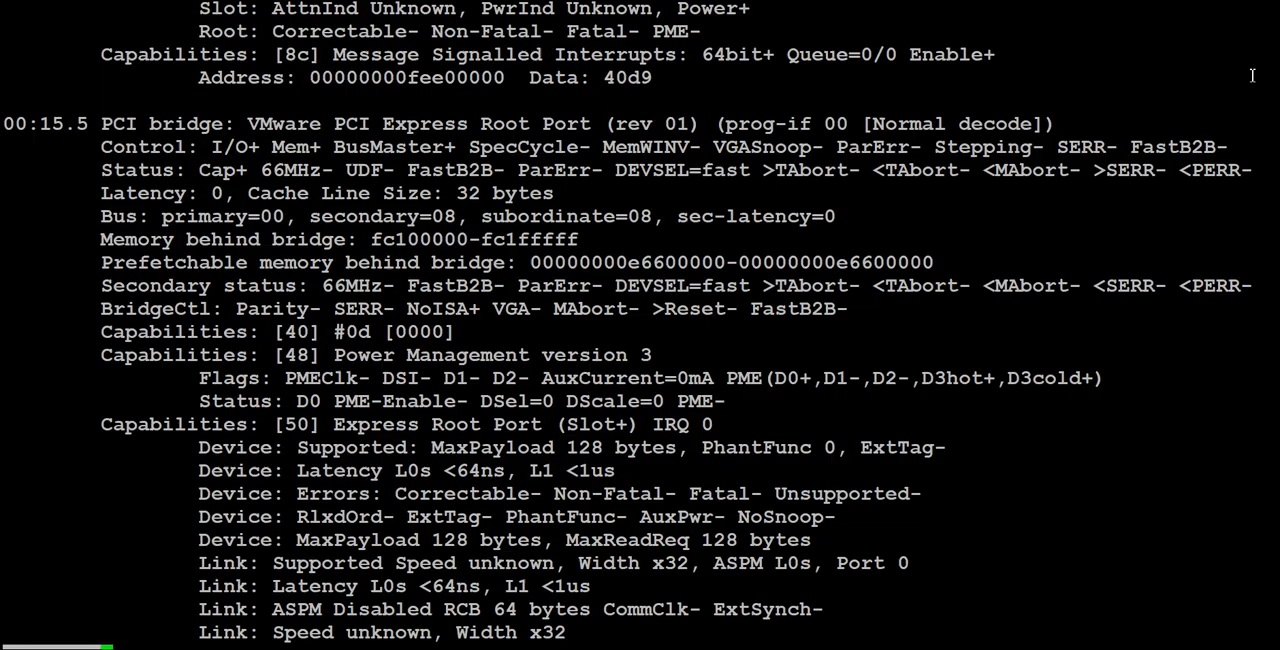 Slot: AttnInd Unknown, PwrInd Unknown, Power+
Root: Correctable- Non-Fatal- Fatal- PME-
Capabilities: [8c] Message Signalled Interrupts: 64bit+ Queue=0/0 Enable+
Address: 00000000fee00000  Data: 40d9
00:15.5 PCI bridge: VMware PCI Express Root Port (rev 01) (prog-if 00 [Normal decode])
Control: I/O+ Mem+ BusMaster+ SpecCycle- MemWINV- VGASnoop- ParErr- Stepping- SERR- FastB2B-
Status: Cap+ 66MHz- UDF- FastB2B- ParErr- DEVSEL=fast >TAbort- <TAbort- <MAbort- >SERR- <PERR-
Latency: 0, Cache Line Size: 32 bytes
Bus: primary=00, secondary=08, subordinate=08, sec-latency=0
Memory behind bridge: fc100000-fc1fffff
Prefetchable memory behind bridge: 00000000e6600000-00000000e6600000
Secondary status: 66MHz- FastB2B- ParErr- DEVSEL=fast >TAbort- <TAbort- <MAbort- <SERR- <PERR-
BridgeCtl: Parity- SERR- NoISA+ VGA- MAbort- >Reset- FastB2B-
Capabilities: [40] #0d [0000]
Capabilities: [48] Power Management version 3
Flags: PMEClk- DSI- D1- D2- AuxCurrent=0mA PME(D0+,D1-,D2-,D3hot+,D3cold+)
Status: D0 PME-Enable- DSel=0 DScale=0 PME-
Capabilities: [50] Express Root Port (Slot+) IRQ 0
Device: Supported: MaxPayload 128 bytes, PhantFunc 0, ExtTag-
Device: Latency L0s <64ns, L1 <1us
Device: Errors: Correctable- Non-Fatal- Fatal- Unsupported-
Device: RlxdOrd- ExtTag- PhantFunc- AuxPwr- NoSnoop-
Device: MaxPayload 128 bytes, MaxReadReq 128 bytes
Link: Supported Speed unknown, Width x32, ASPM L0s, Port 0
Link: Latency L0s <64ns, L1 <1us
Link: ASPM Disabled RCB 64 bytes CommClk- ExtSynch-
Link: Speed unknown, Width x32